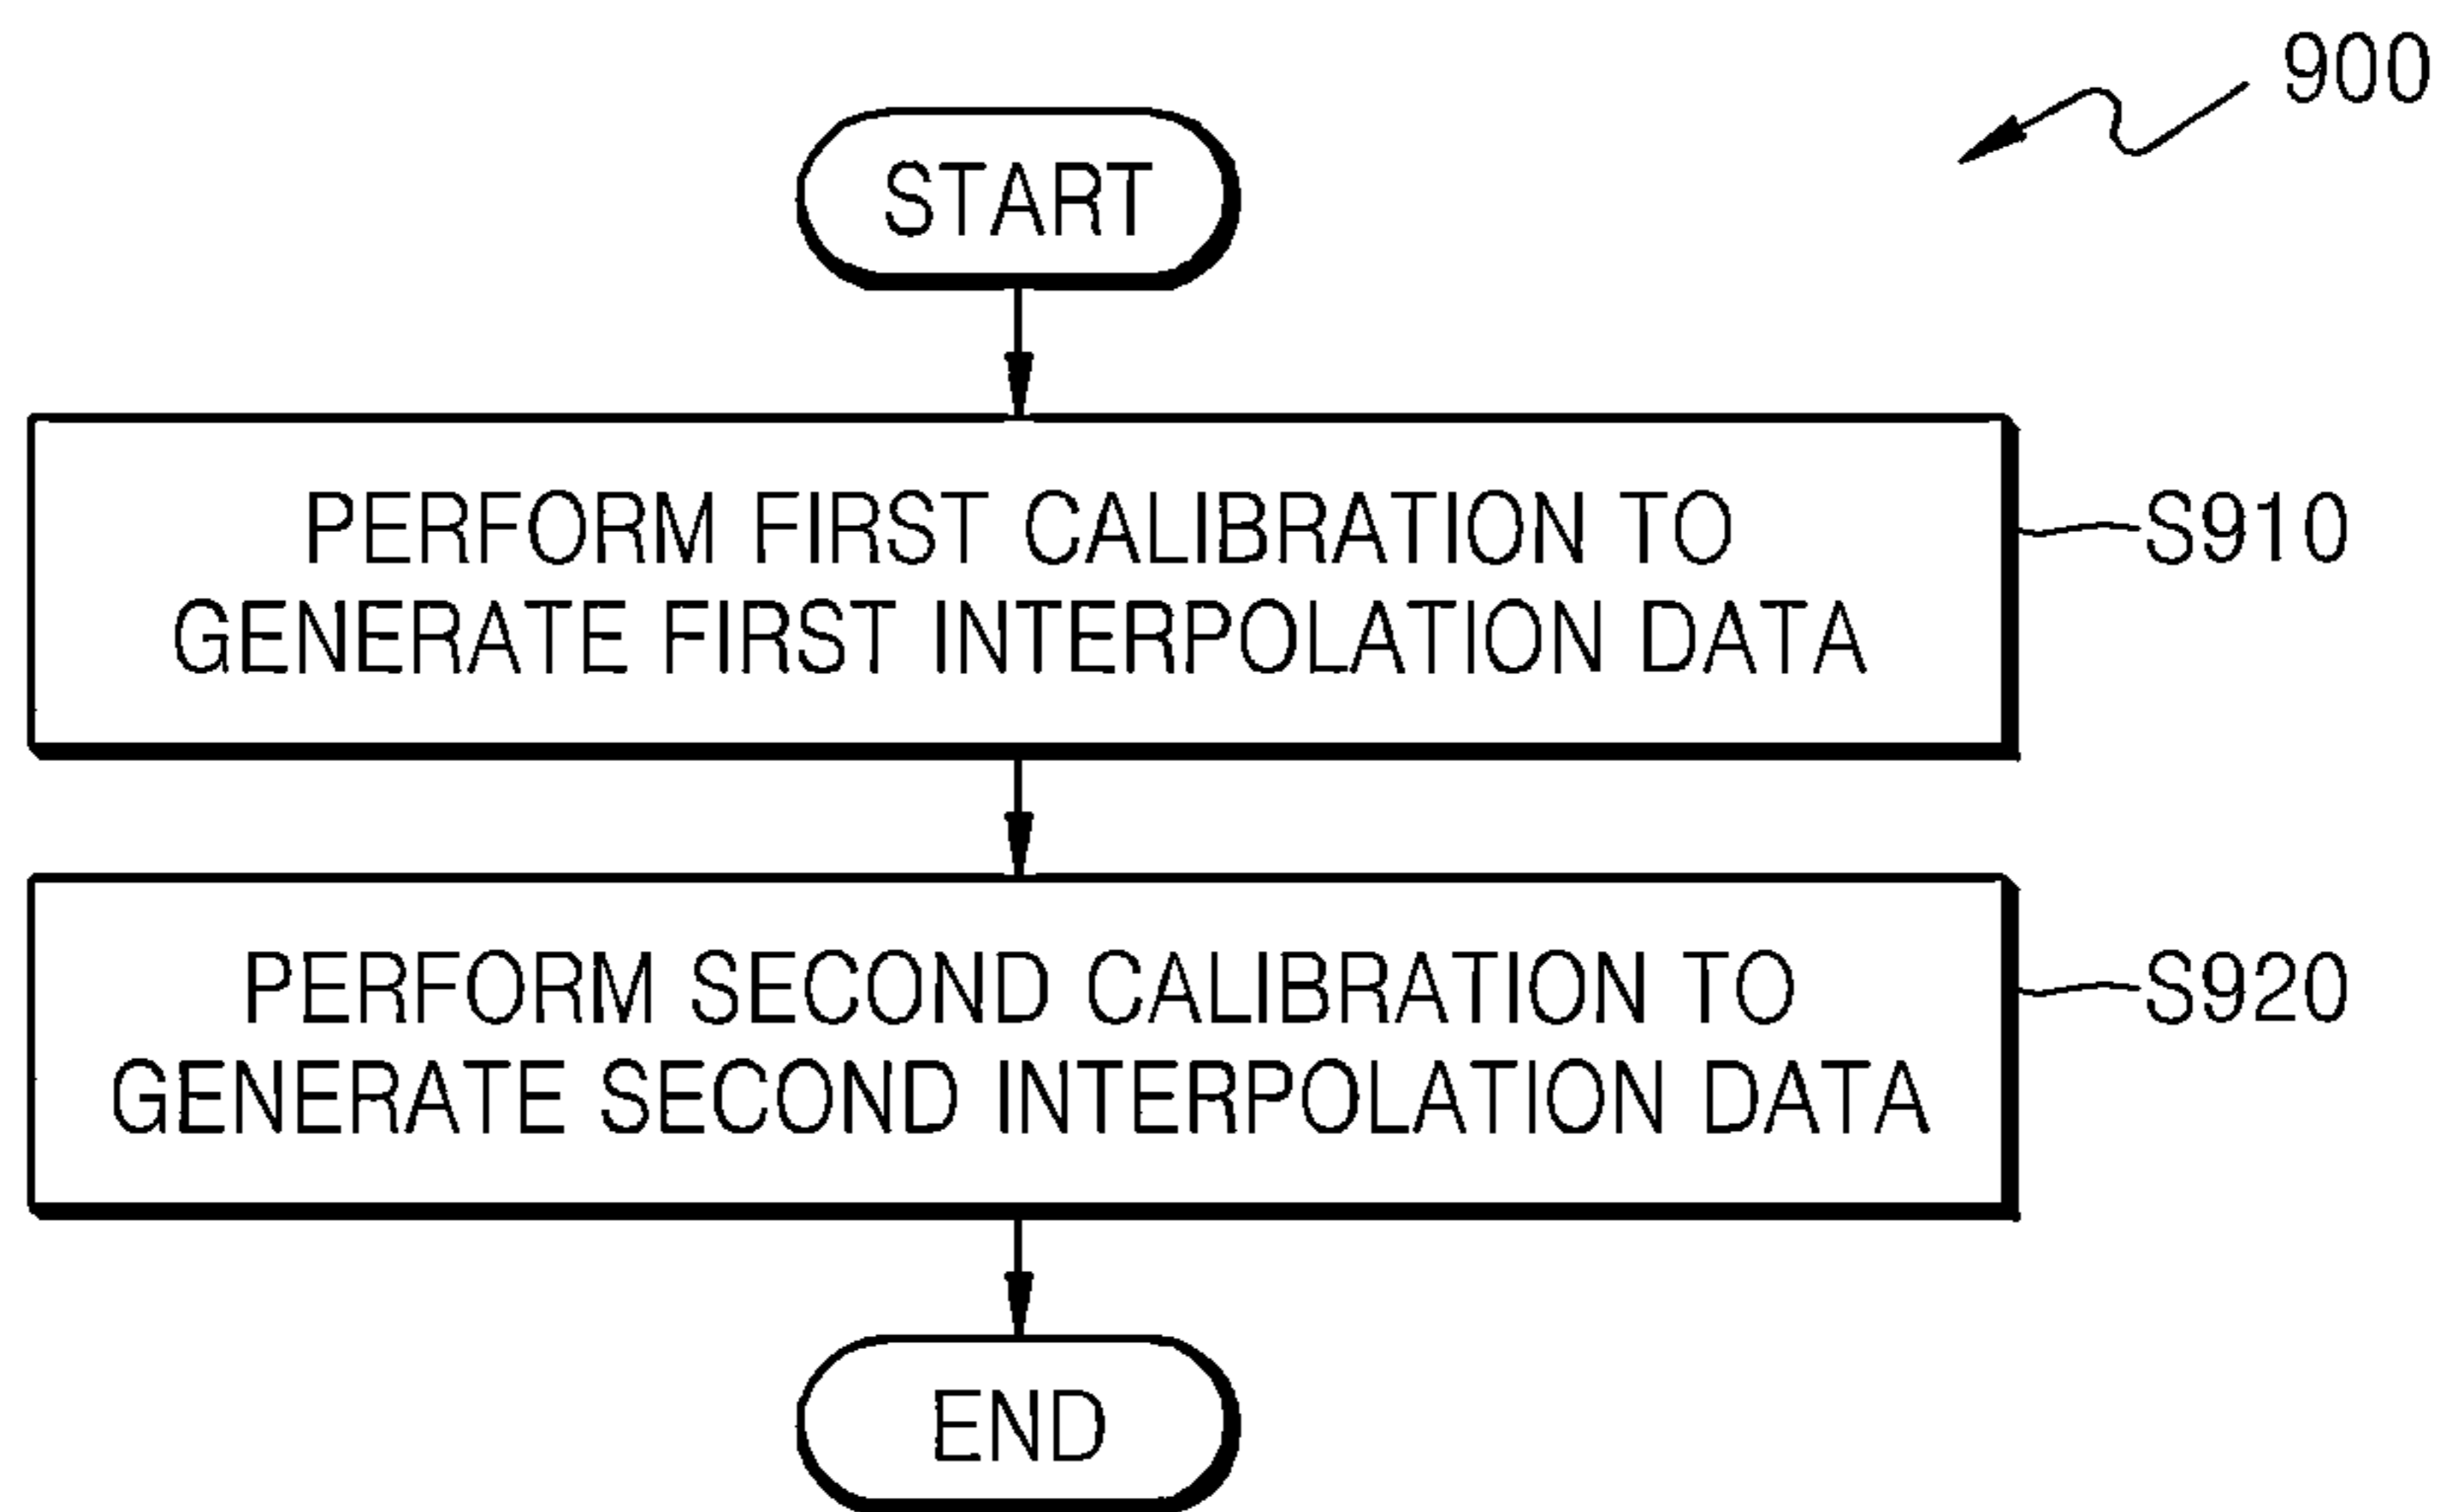 900
START
PERFORM FIRST CALIBRATION TO
GENERATE FIRST INTERPOLATION DATA
S910
PERFORM SECOND CALIBRATION TO
GENERATE SECOND INTERPOLATION DATA
S920
END